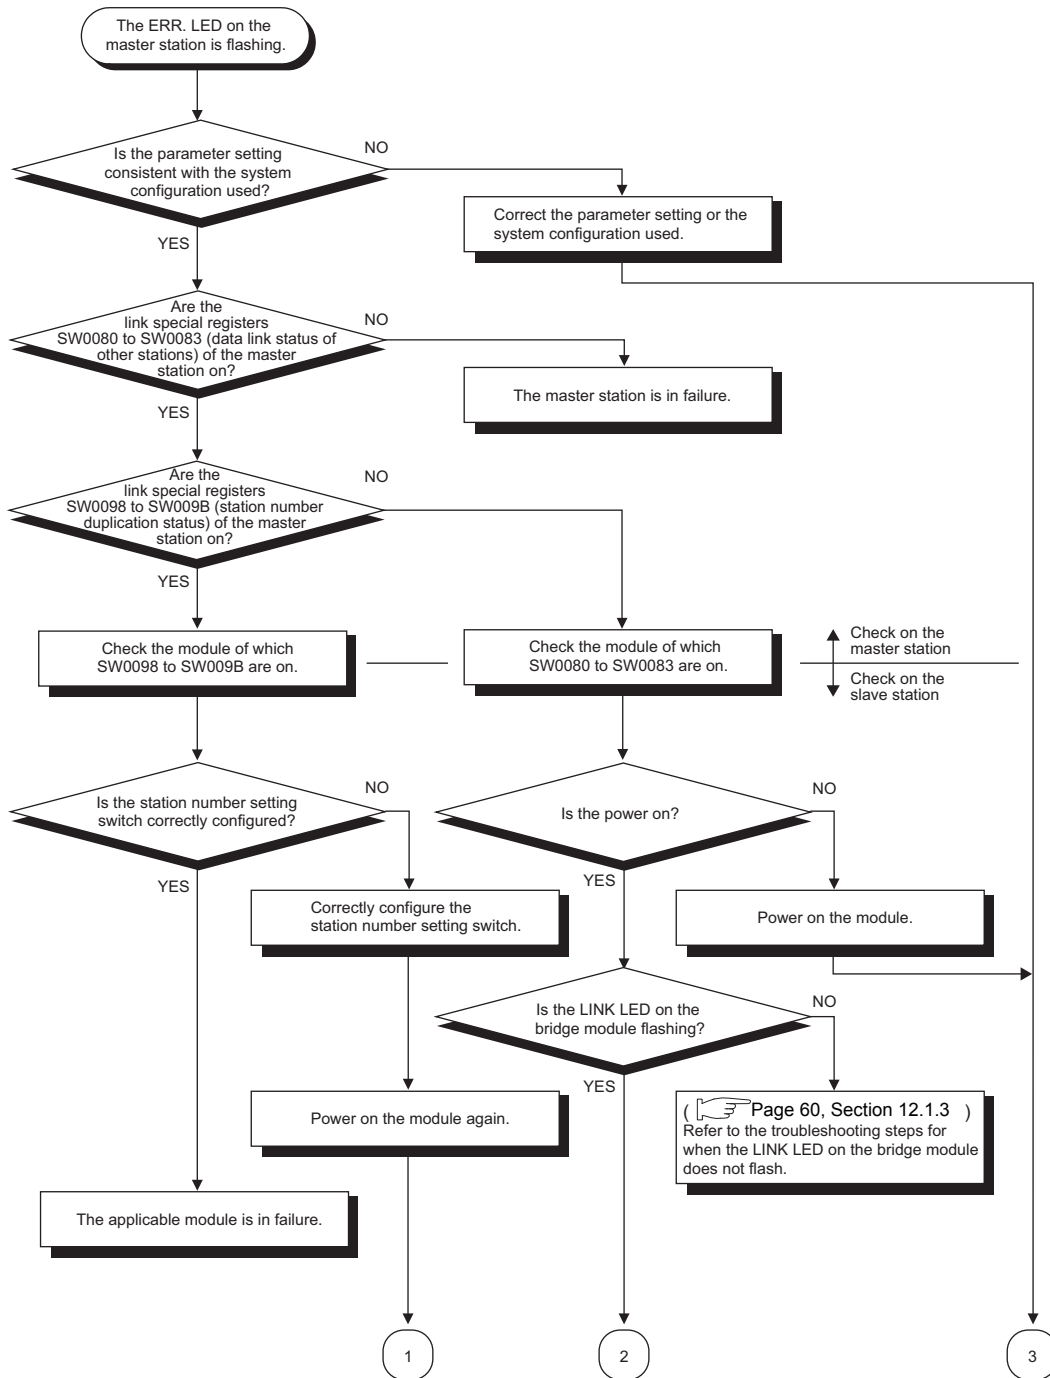 The ERR. LED on the
master station is flashing.
Is the parameter setting
consistent with the system
configuration used?
NO
YES
Correct the parameter setting or the
system configuration used.
Are the
link special registers
SW0080 to SW0083 (data link status of
other stations) of the master
station on?
NO
YES
The master station is in failure.
Are the
link special registers
SW0098 to SW009B (station number
duplication status) of the master
station on?
NO
YES
Check the module of which
SW0098 to SW009B are on.
Check the module of which
SW0080 to SW0083 are on.
Check on the
master station
Check on the
slave station
Is the station number setting
switch correctly configured?
NO
YES
Is the power on?
NO
YES
Correctly configure the
station number setting switch.
Power on the module.
Is the LINK LED on the
bridge module flashing?
NO
YES
Power on the module again.
( Page 60, Section 12.1.3 )
Refer to the troubleshooting steps for
when the LINK LED on the bridge module
does not flash.
The applicable module is in failure.
1
2
3